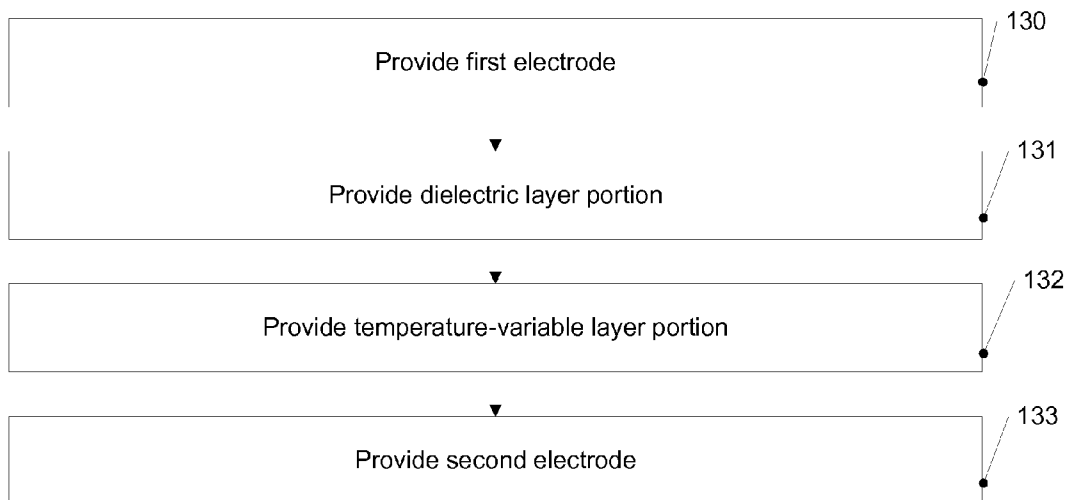 130
Provide first electrode
131
Provide dielectric layer portion
132
Provide temperature-variable layer portion
133
Provide second electrode